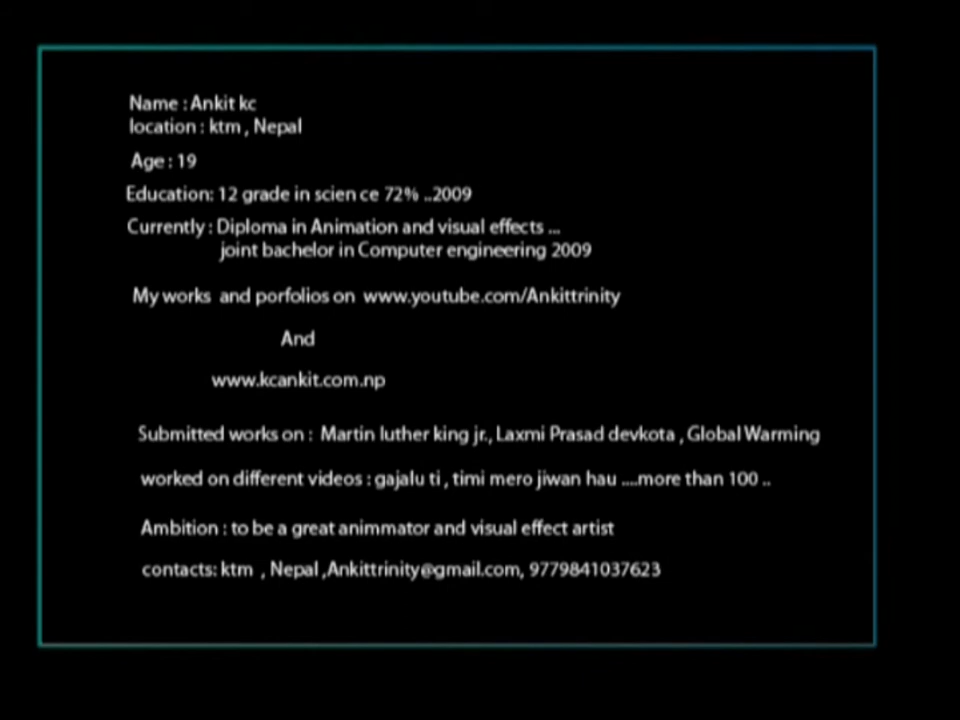 Name : Ankit kc
location : ktm , Nepal
Age : 19
Education: 12 grade in scien ce 72% ..2009
Currently : Diploma in Animation and visual effects ...
joint bachelor in Computer engineering 2009
My works and porfolios on www.youtube.com/Ankittrinity
And
www.kcankit.com.np
Submitted works on : Martin luther king jr., Laxmi Prasad devkota , Global Warming
worked on different videos : gajalu ti , timi mero jiwan hau ....more than 100 ..
Ambition : to be a great animmator and visual effect artist
contacts: ktm , Nepal ,Ankittrinity@gmail.com, 9779841037623